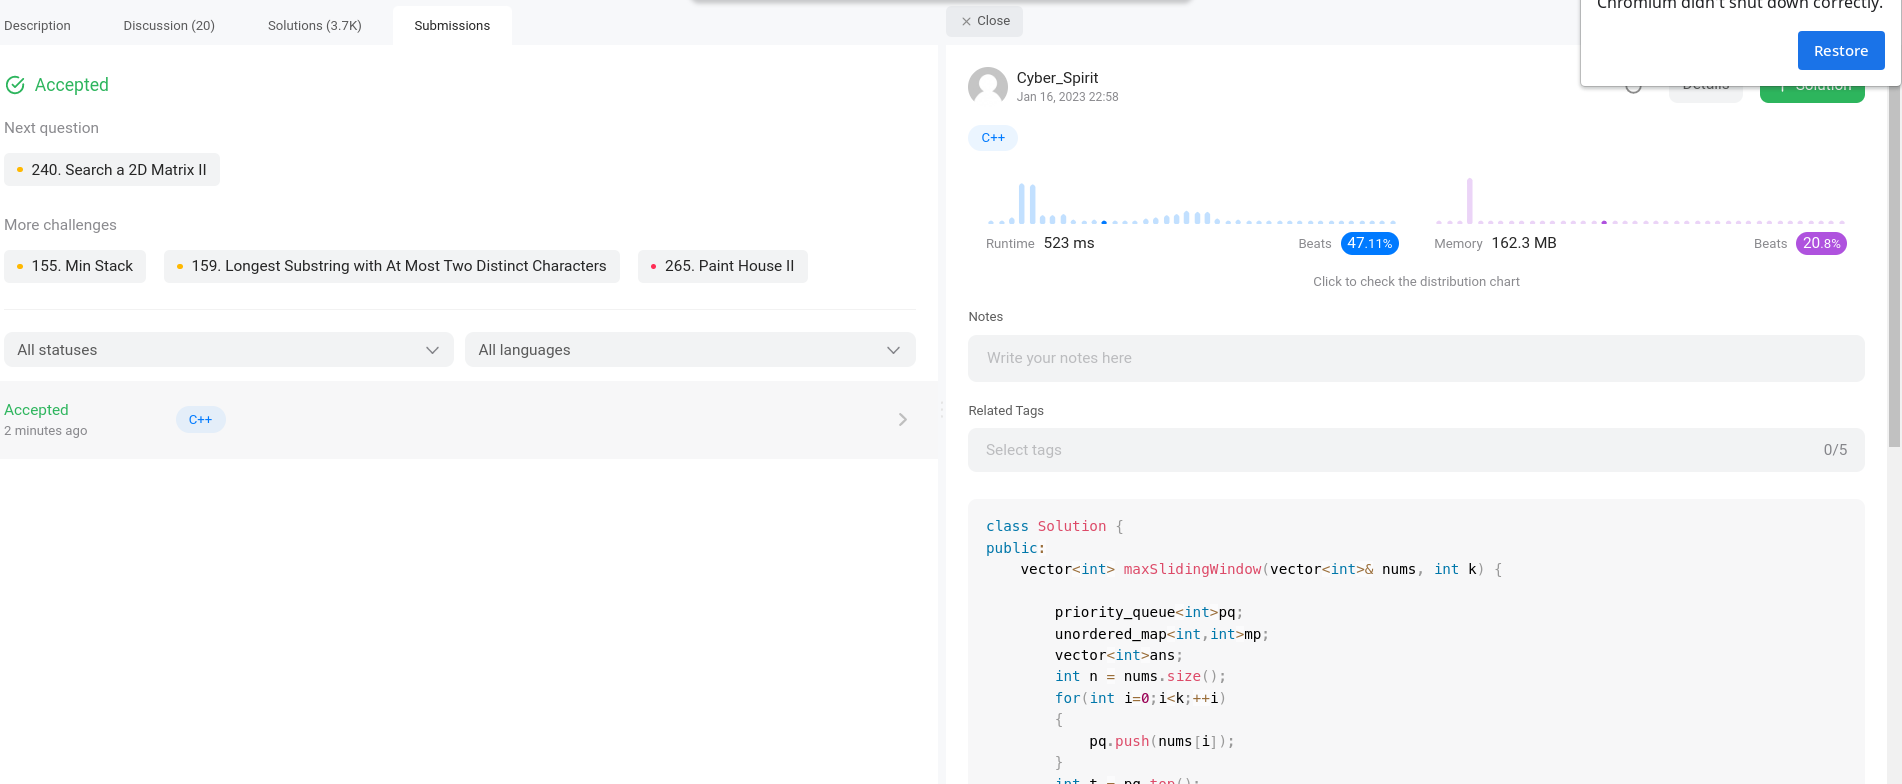 Description Discussion (20) Solutions (3.7K) Submissions
Accepted
Next question
240. Search a 2D Matrix II
More challenges
155. Min Stack 159. Longest Substring with At Most Two Distinct Characters 265. Paint House II
All statuses All languages
Accepted
C++
2 minutes ago
Close
Chromium didn't shut down correctly.
Restore
Cyber_Spirit
Jan 16, 2023 22:58
Details Solution
C++
Runtime 523 ms Beats 47.11% Memory 162.3 MB Beats 20.8%
Click to check the distribution chart
Notes
Write your notes here
Related Tags
Select tags 0/5
class Solution {
public:
    vector<int> maxSlidingWindow(vector<int>& nums, int k) {
        priority_queue<int>pq;
        unordered_map<int,int>mp;
        vector<int>ans;
        int n = nums.size();
        for(int i=0;i<k;++i)
        {
            pq.push(nums[i]);
        }
        int t = pq.top();